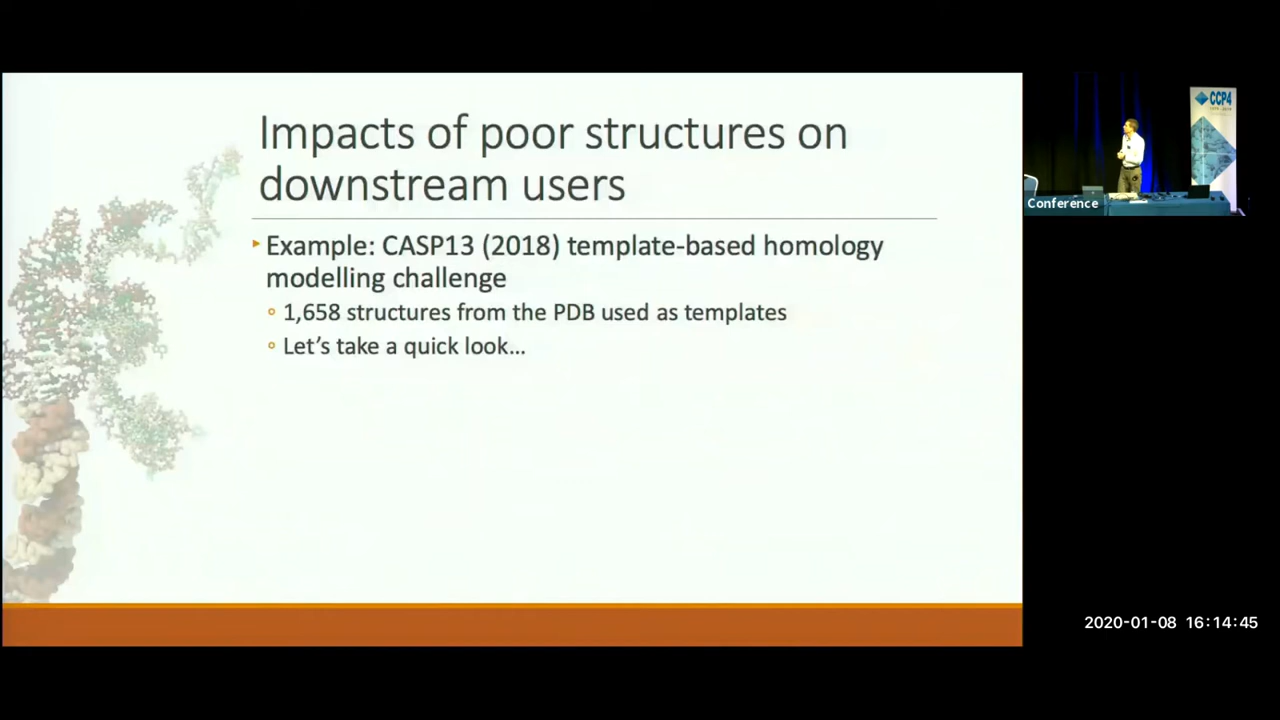 Impacts of poor structures on
downstream users
Example: CASP13 (2018) template-based homology
modelling challenge
1,658 structures from the PDB used as templates
Let’s take a quick look…
CCP4
Conference
2020-01-08 16:14:45